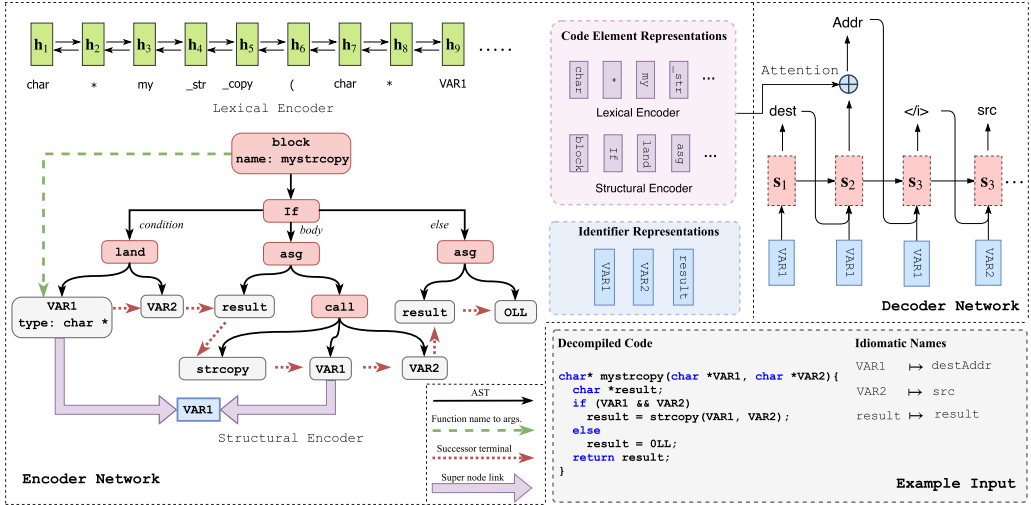 h1 h2 h3 h4 h5 h6 h7 h8 h9 .....
char * my _str _copy ( char * VAR1
Lexical Encoder
block
name: mystrcopy
If
condition body else
land asg asg
VAR1
type: char *
VAR2 result call result OLL
strcopy VAR1 VAR2
VAR1
Structural Encoder
Encoder Network
AST
Function name to args.
Successor terminal
Super node link
Code Element Representations
char * my _str ...
Lexical Encoder
block If land asg ...
Structural Encoder
Identifier Representations
VAR1 VAR2 result
Addr
Attention
dest </i> src
s1 s2 s3 s3 ...
VAR1 VAR1 VAR1 VAR2
Decoder Network
Decompiled Code
char* mystrcopy(char *VAR1, char *VAR2){
char *result;
if (VAR1 && VAR2)
result = strcopy(VAR1, VAR2);
else
result = 0LL;
return result;
}
Idiomatic Names
VAR1 ↦ destAddr
VAR2 ↦ src
result ↦ result
Example Input